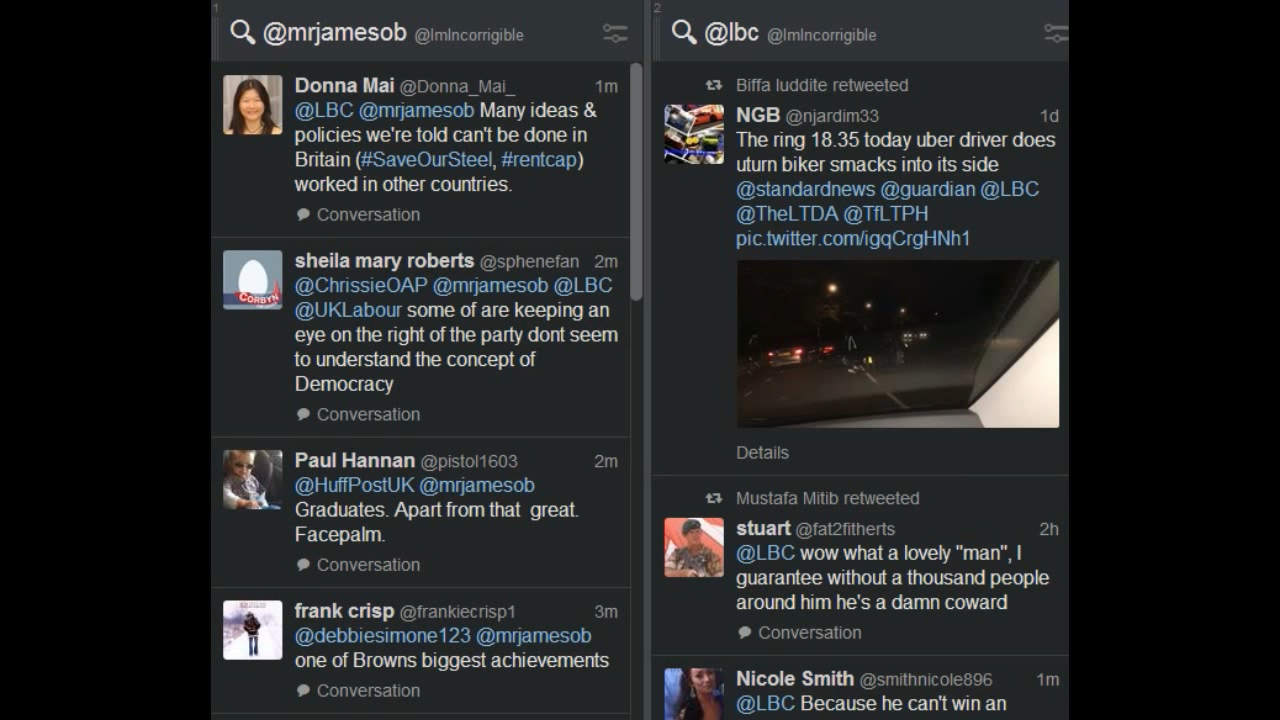 1
@mrjamesob @ImIncorrigible
Donna Mai @Donna_Mai_ 1m
@LBC @mrjamesob Many ideas &
policies we're told can't be done in
Britain (#SaveOurSteel, #rentcap)
worked in other countries.
Conversation
sheila mary roberts @sphenefan 2m
@ChrissieOAP @mrjamesob @LBC
@UKLabour some of are keeping an
eye on the right of the party dont seem
to understand the concept of
Democracy
CORBYN
Conversation
Paul Hannan @pistol1603 2m
@HuffPostUK @mrjamesob
Graduates. Apart from that great.
Facepalm.
Conversation
frank crisp @frankiecrisp1 3m
@debbiesimone123 @mrjamesob
one of Browns biggest achievements
Conversation
2
@lbc @ImIncorrigible
Biffa luddite retweeted
NGB @njardim33 1d
The ring 18.35 today uber driver does
uturn biker smacks into its side
@standardnews @guardian @LBC
@TheLTDA @TfLTPH
pic.twitter.com/igqCrgHNh1
Details
Mustafa Mitib retweeted
stuart @fat2fitherts 2h
@LBC wow what a lovely "man", I
guarantee without a thousand people
around him he's a damn coward
Conversation
Nicole Smith @smithnicole896 1m
@LBC Because he can't win an